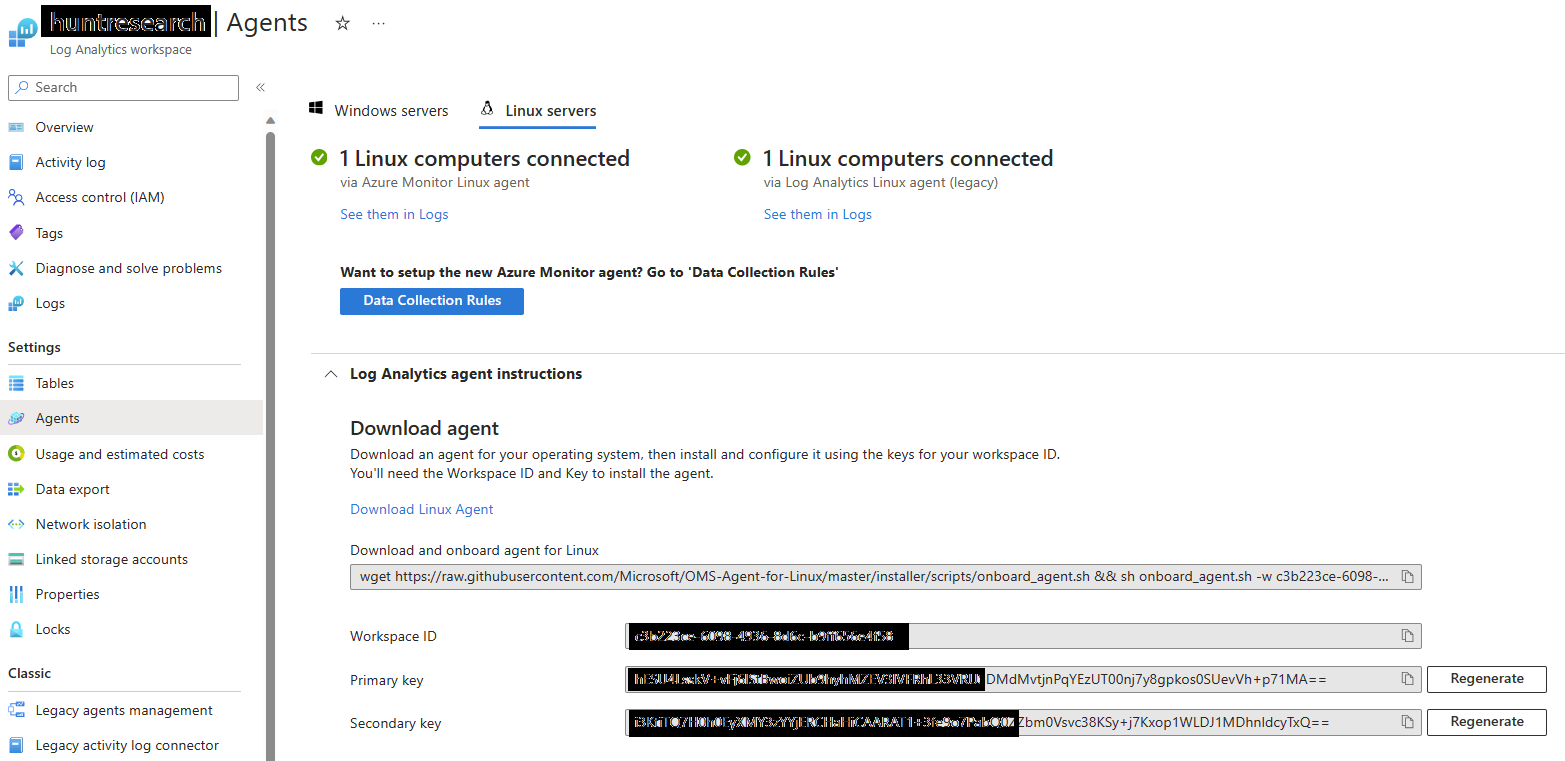 | Agents
Log Analytics workspace
Search
Overview
Activity log
Access control (IAM)
Tags
Diagnose and solve problems
Logs
Settings
Tables
Agents
Usage and estimated costs
Data export
Network isolation
Linked storage accounts
Properties
Locks
Classic
Legacy agents management
Legacy activity log connector
Windows servers
Linux servers
1 Linux computers connected
via Azure Monitor Linux agent
See them in Logs
1 Linux computers connected
via Log Analytics Linux agent (legacy)
See them in Logs
Want to setup the new Azure Monitor agent? Go to 'Data Collection Rules'
Data Collection Rules
Log Analytics agent instructions
Download agent
Download an agent for your operating system, then install and configure it using the keys for your workspace ID.
You'll need the Workspace ID and Key to install the agent.
Download Linux Agent
Download and onboard agent for Linux
wget https://raw.githubusercontent.com/Microsoft/OMS-Agent-for-Linux/master/installer/scripts/onboard_agent.sh && sh onboard_agent.sh -w c3b223ce-6098-...
Workspace ID
Primary key
DMdMvtjnPqYEzUT00nj7y8gpkos0SUevVh+p71MA==
Regenerate
Secondary key
Zbm0Vsvc38KSy+j7Kxop1WLDJ1MDhnIdcyTxQ==
Regenerate